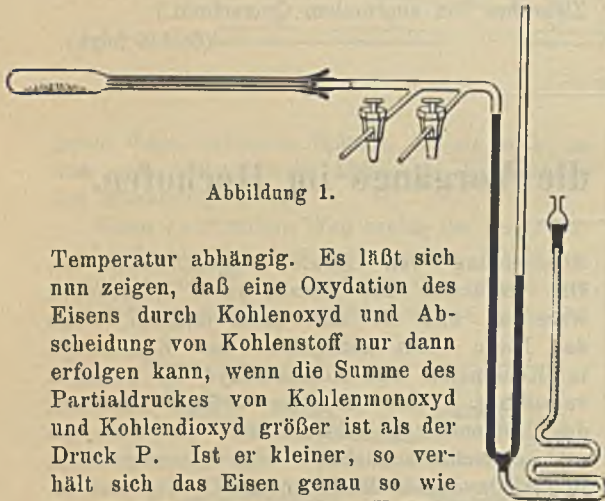 Abbildung 1.
Temperatur abhängig. Es läßt sich
nun zeigen, daß eine Oxydation des
Eisens durch Kohlenoxyd und Ab-
scheidung von Kohlenstoff nur dann
erfolgen kann, wenn die Summe des
Partialdruckes von Kohlenmonoxyd
und Kohlendioxyd größer ist als der
Druck P. Ist er kleiner, so ver-
hält sich das Eisen genau so wie